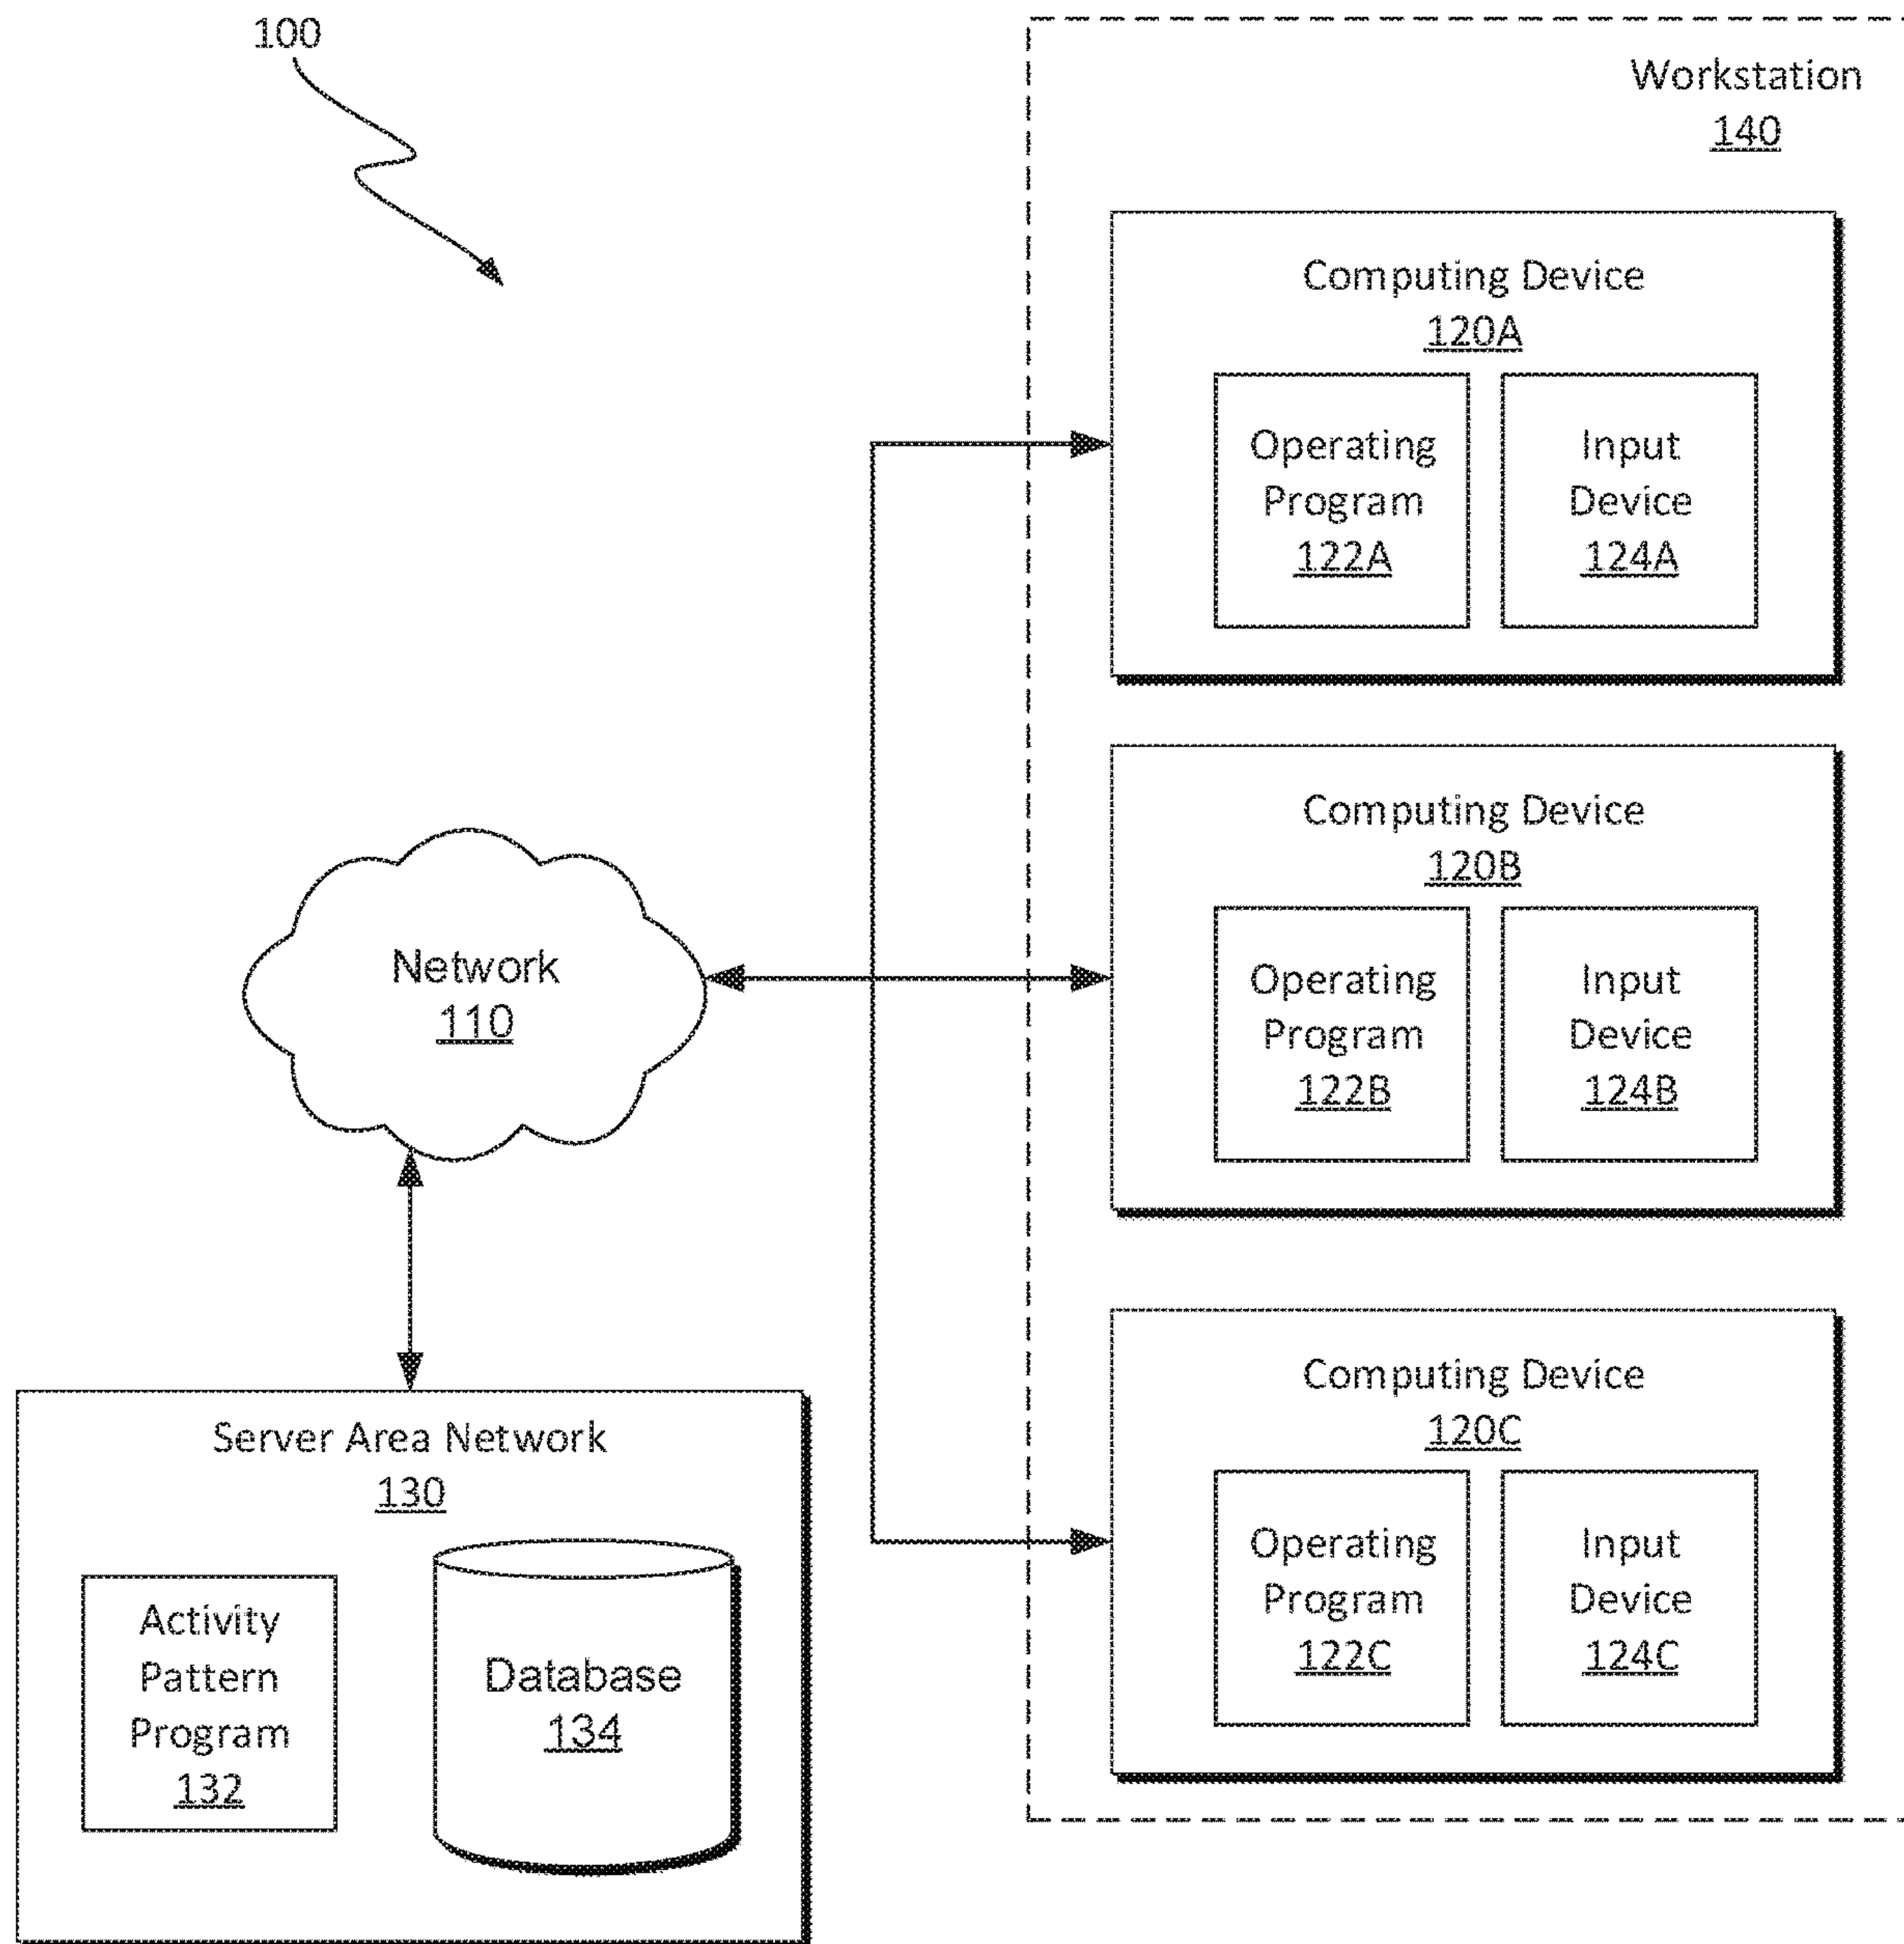 100
Workstation
140
Computing Device
120A
Operating
Program
122A
Input
Device
124A
Computing Device
120B
Operating
Program
122B
Input
Device
124B
Network
110
Computing Device
120C
Operating
Program
122C
Input
Device
124C
Server Area Network
130
Activity
Pattern
Program
132
Database
134